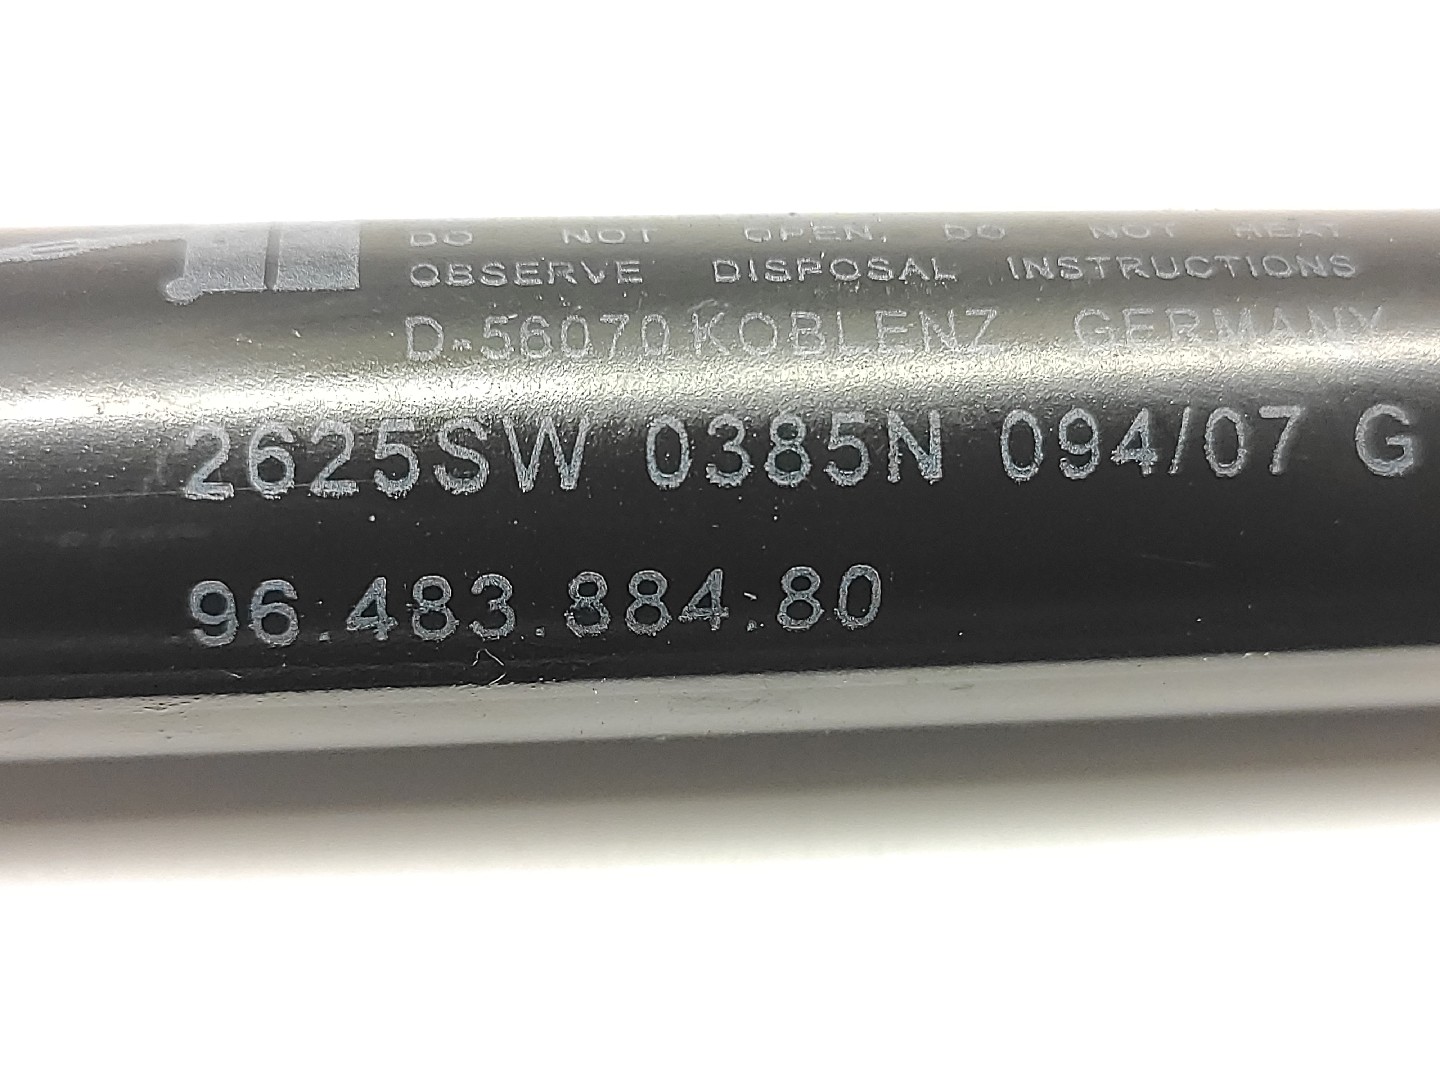 DO NOT OPEN, DO NOT HEAT
OBSERVE DISPOSAL INSTRUCTIONS
D-56070 KOBLENZ GERMANY
2625SW 0385N 094/07 G
96.483.884.80